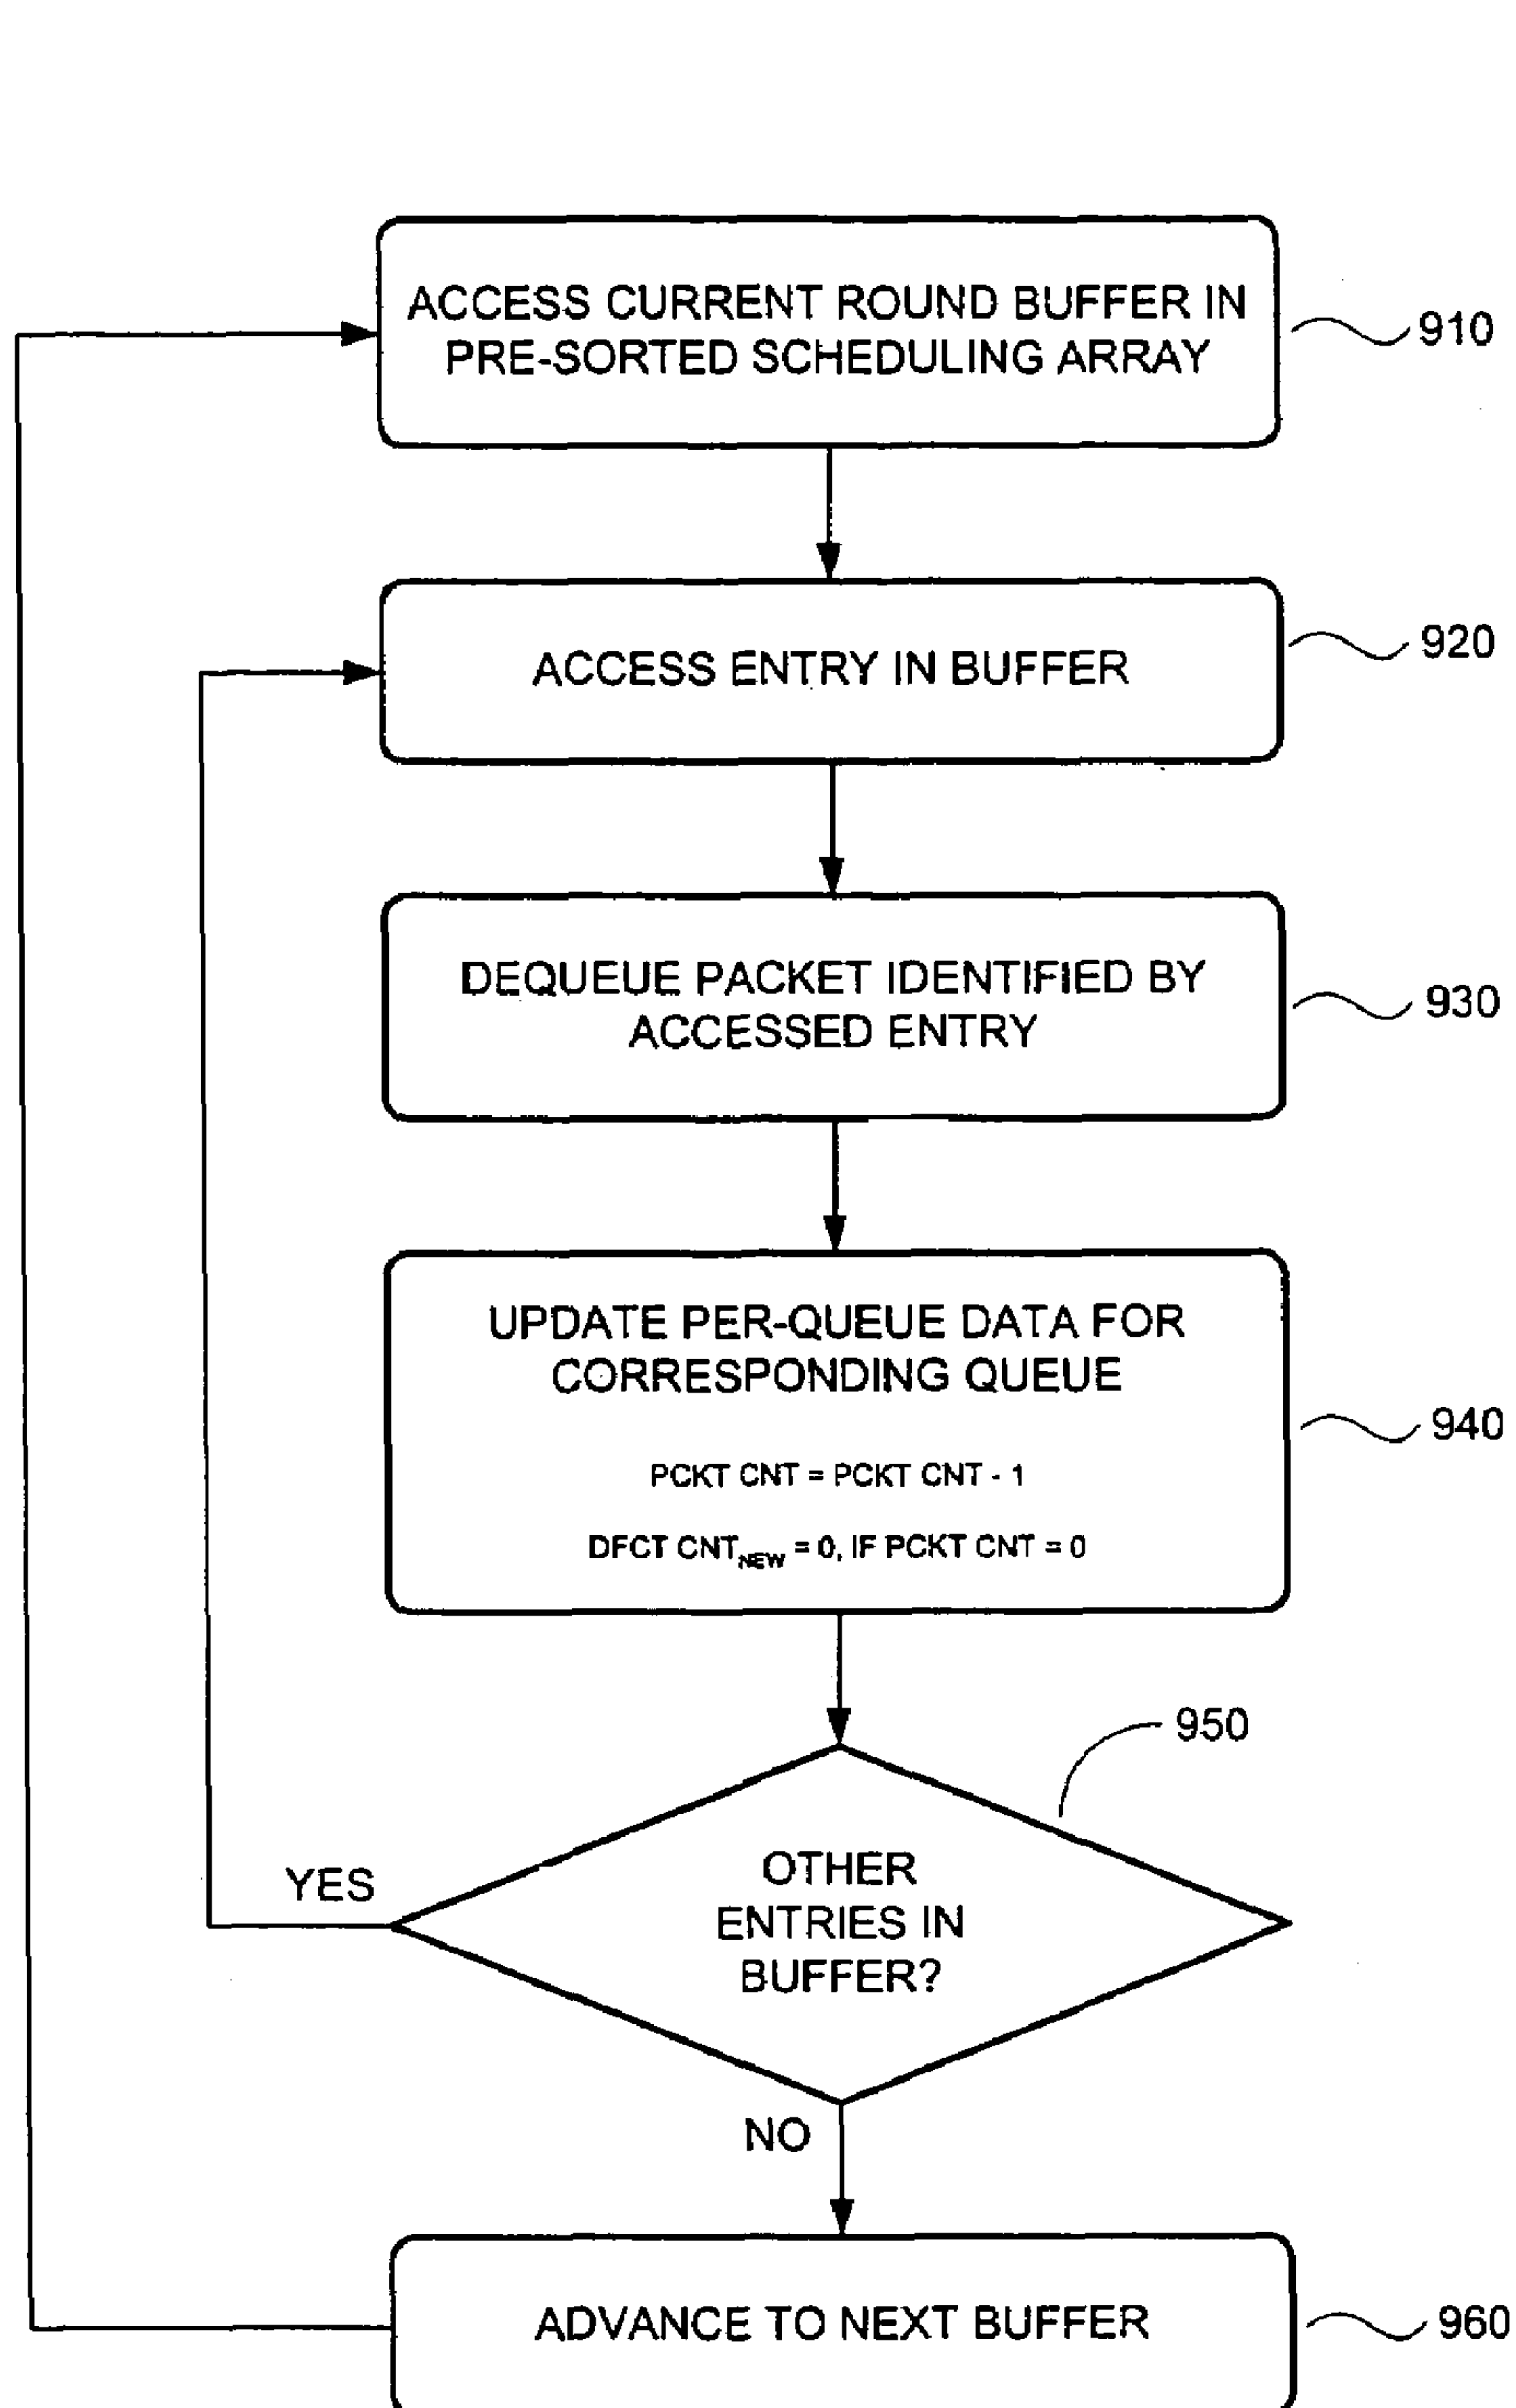 ACCESS CURRENT ROUND BUFFER IN
PRE-SORTED SCHEDULING ARRAY
910
ACCESS ENTRY IN BUFFER
920
DEQUEUE PACKET IDENTIFIED BY
ACCESSED ENTRY
930
UPDATE PER-QUEUE DATA FOR
CORRESPONDING QUEUE
PCKT CNT = PCKT CNT - 1
DFCT CNT_NEW = 0, IF PCKT CNT = 0
940
950
OTHER
ENTRIES IN
BUFFER?
YES
NO
ADVANCE TO NEXT BUFFER
960